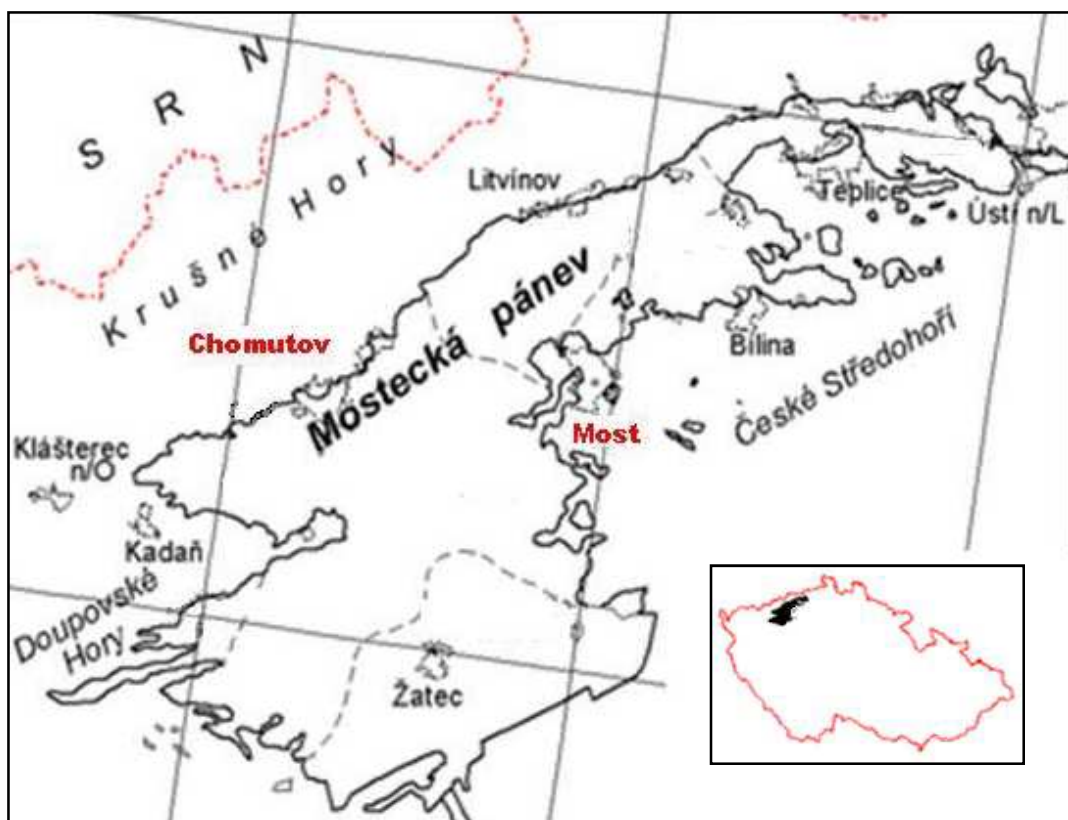 S R N
Krušné Hory
Litvínov
Teplice
Ústí n/L
Chomutov
Mostecká pánev
Bílina
České Středohoří
Most
Klášterec
n/O
Kadaň
Doupovské
Hory
Žatec